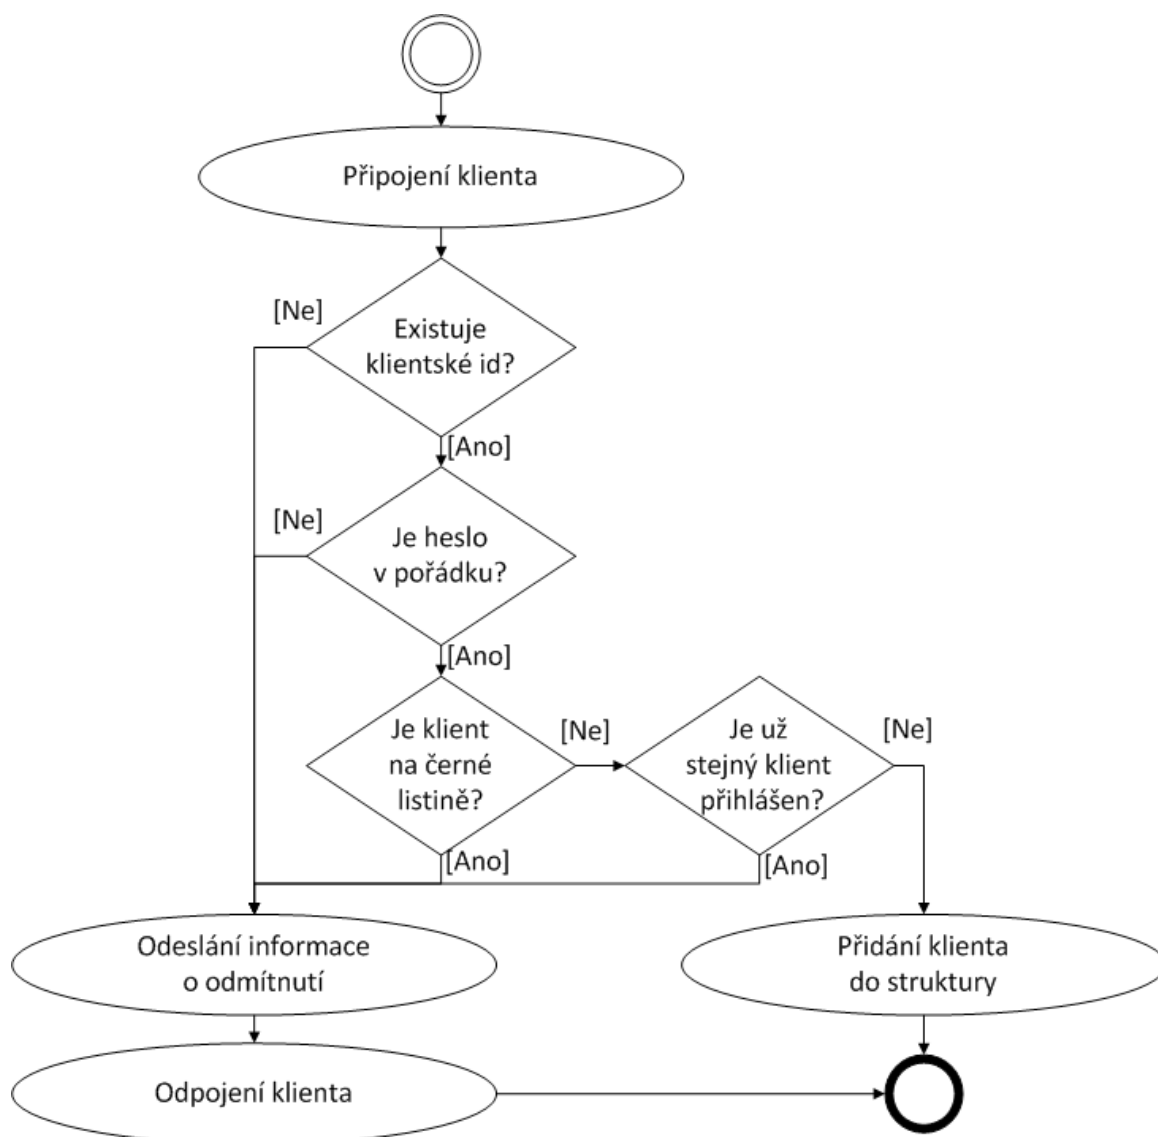 Připojení klienta
[Ne]
Existuje
klientské id?
[Ano]
[Ne]
Je heslo
v pořádku?
[Ano]
Je klient
na černé
listině?
[Ne]
Je už
stejný klient
přihlášen?
[Ne]
[Ano]
[Ano]
Odeslání informace
o odmítnutí
Přidání klienta
do struktury
Odpojení klienta